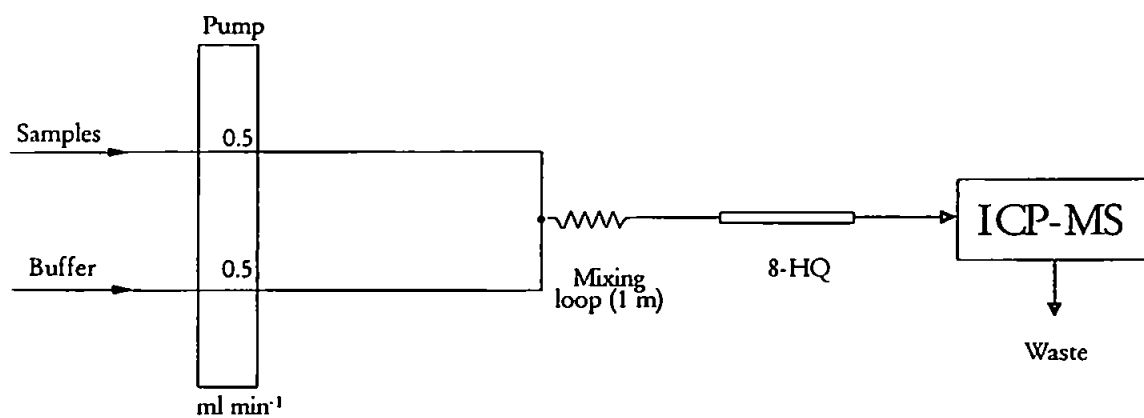 Pump
Samples
0.5
Buffer
0.5
Mixing
loop (1 m)
8-HQ
ICP-MS
Waste
ml min⁻¹